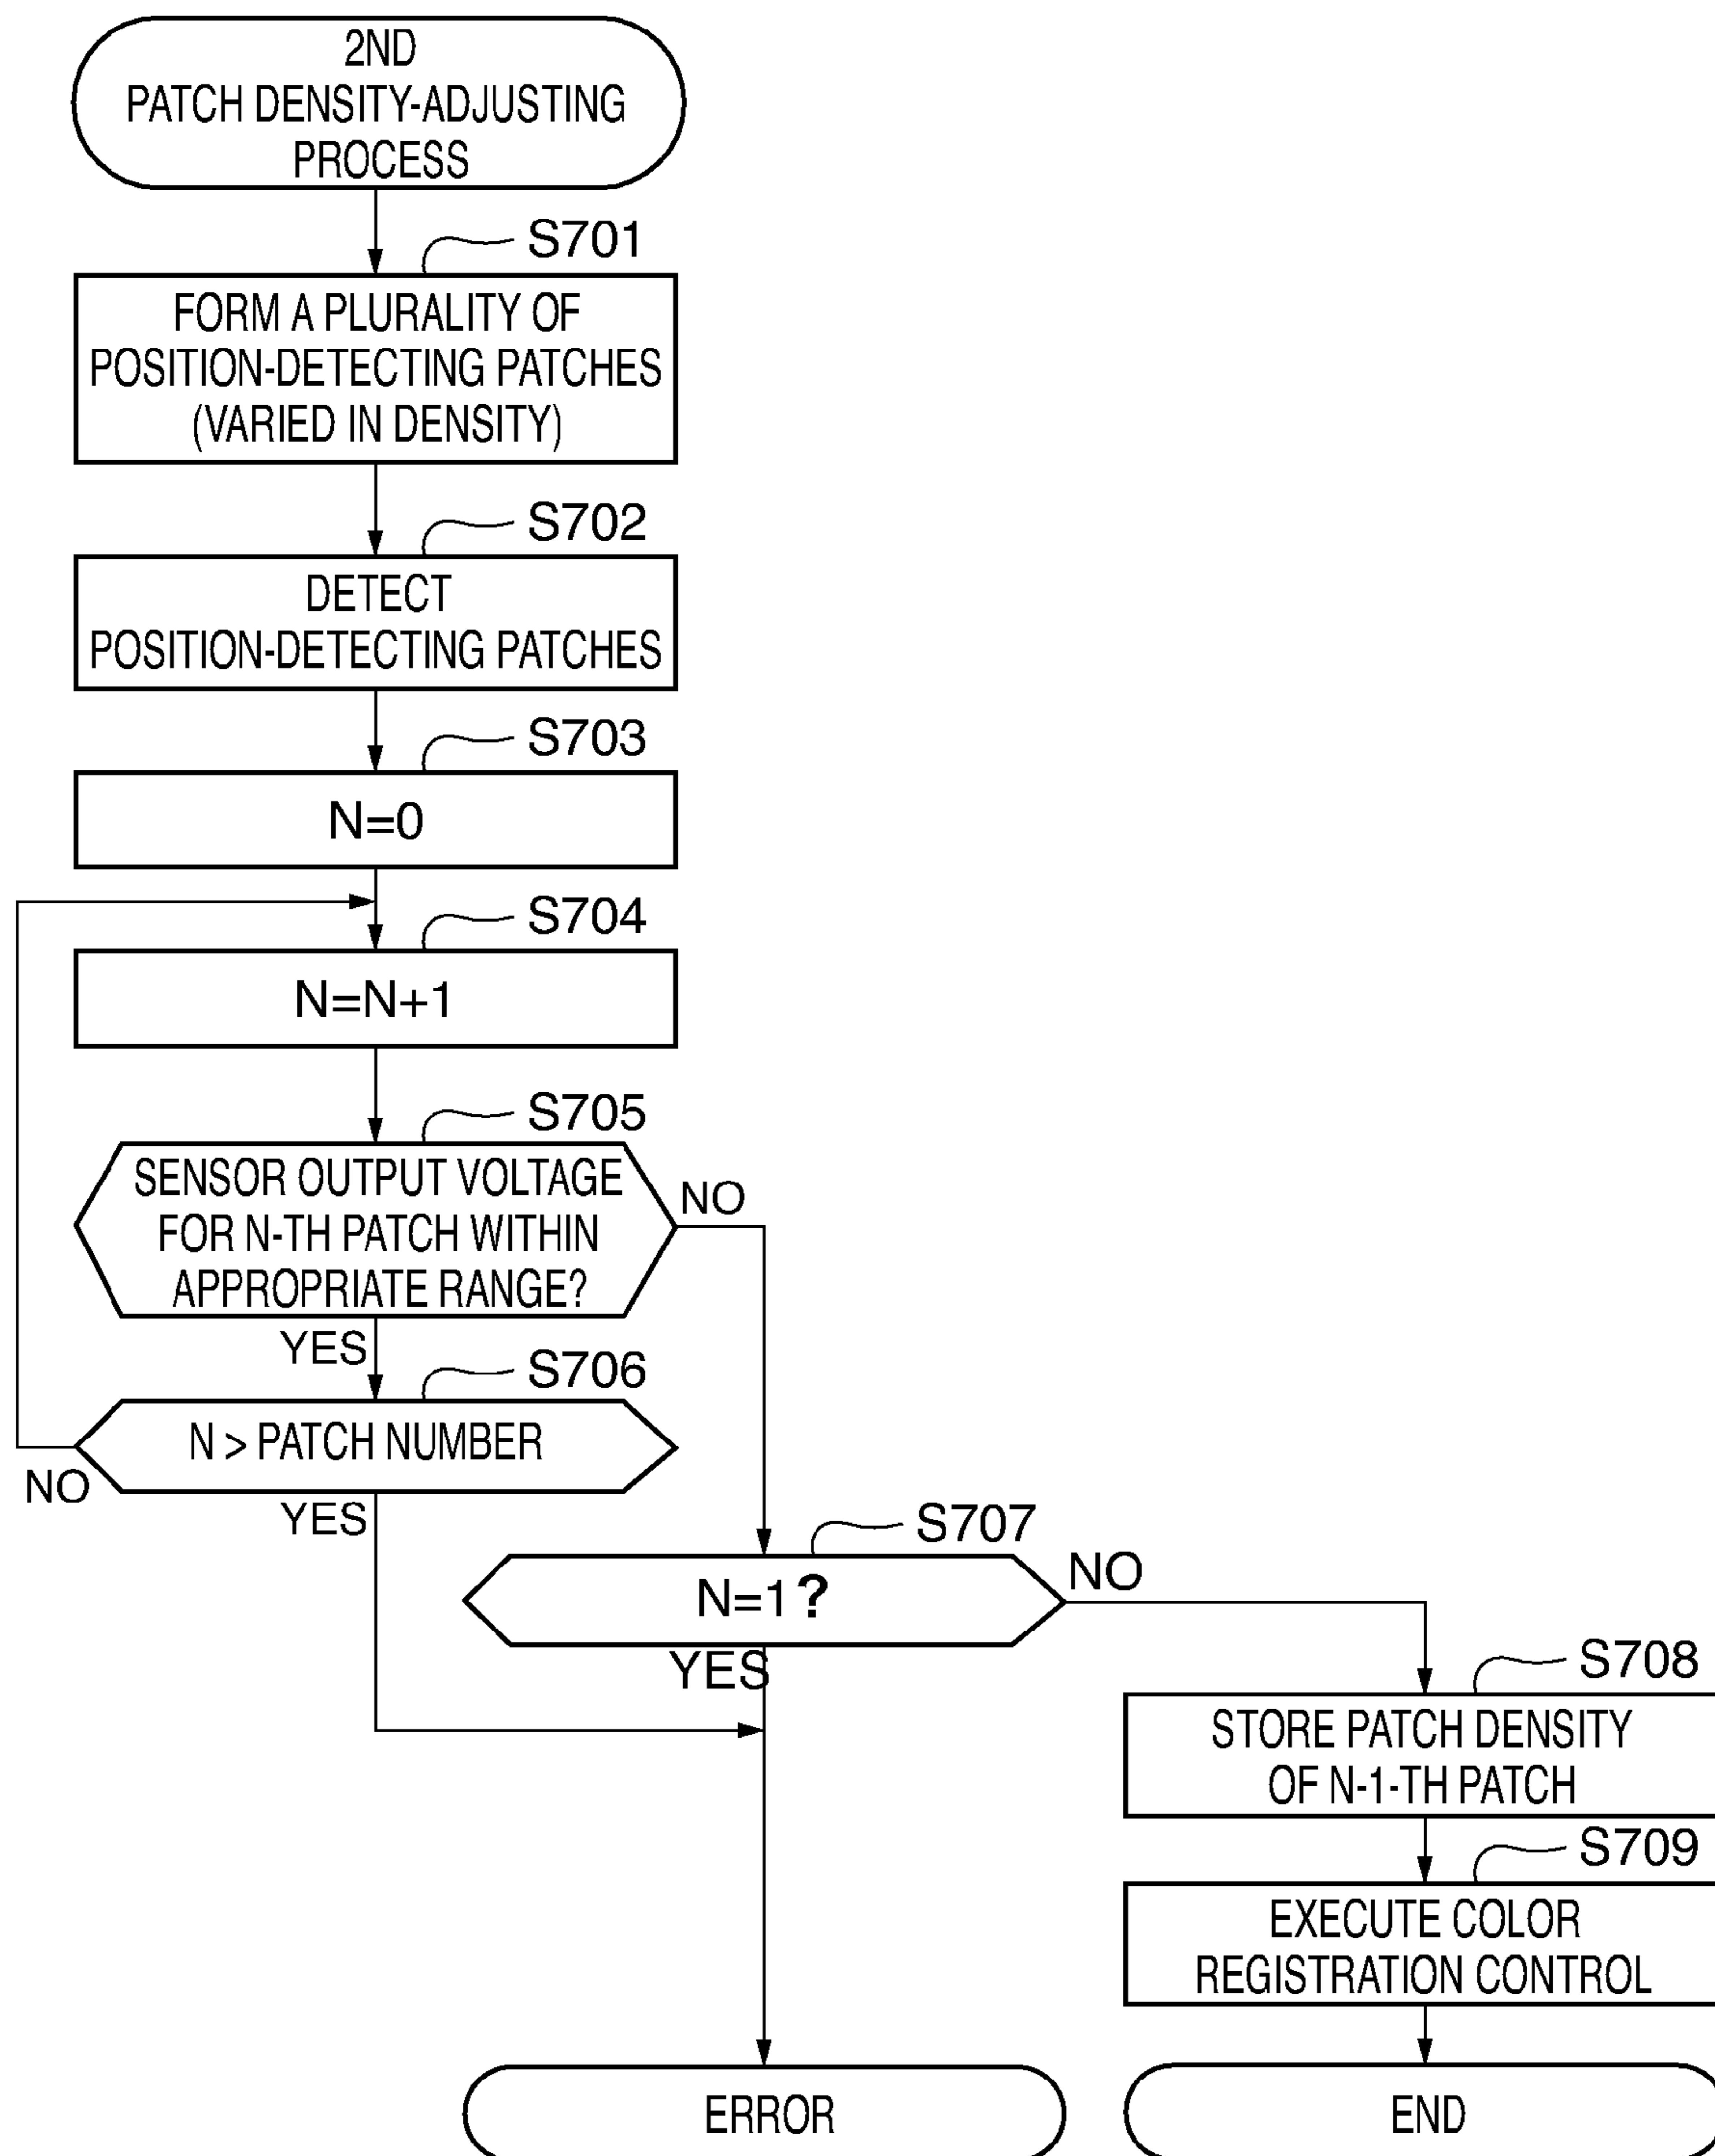 2ND
PATCH DENSITY-ADJUSTING
PROCESS
S701
FORM A PLURALITY OF
POSITION-DETECTING PATCHES
(VARIED IN DENSITY)
S702
DETECT
POSITION-DETECTING PATCHES
S703
N=0
S704
N=N+1
S705
SENSOR OUTPUT VOLTAGE
FOR N-TH PATCH WITHIN
APPROPRIATE RANGE?
NO
YES
S706
N > PATCH NUMBER
NO
YES
S707
N=1?
NO
YES
S708
STORE PATCH DENSITY
OF N-1-TH PATCH
S709
EXECUTE COLOR
REGISTRATION CONTROL
ERROR
END